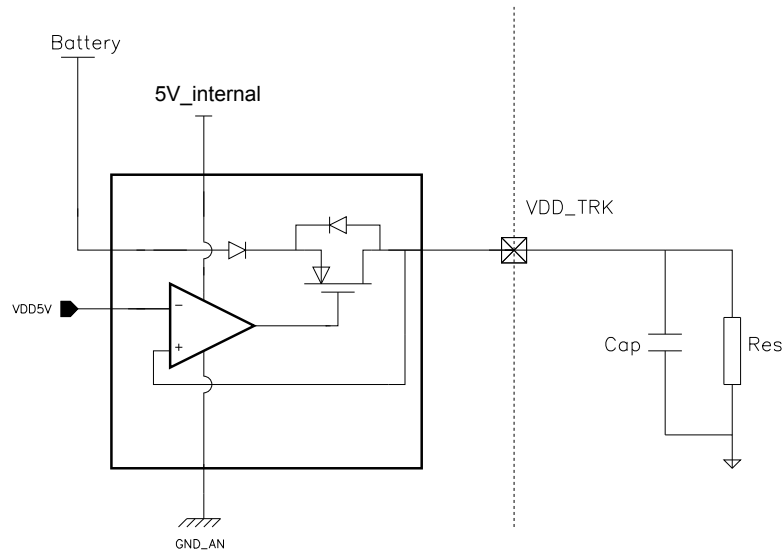 Battery
5V_internal
VDD_TRK
VDD5V
−
+
Cap
Res
GND_AN